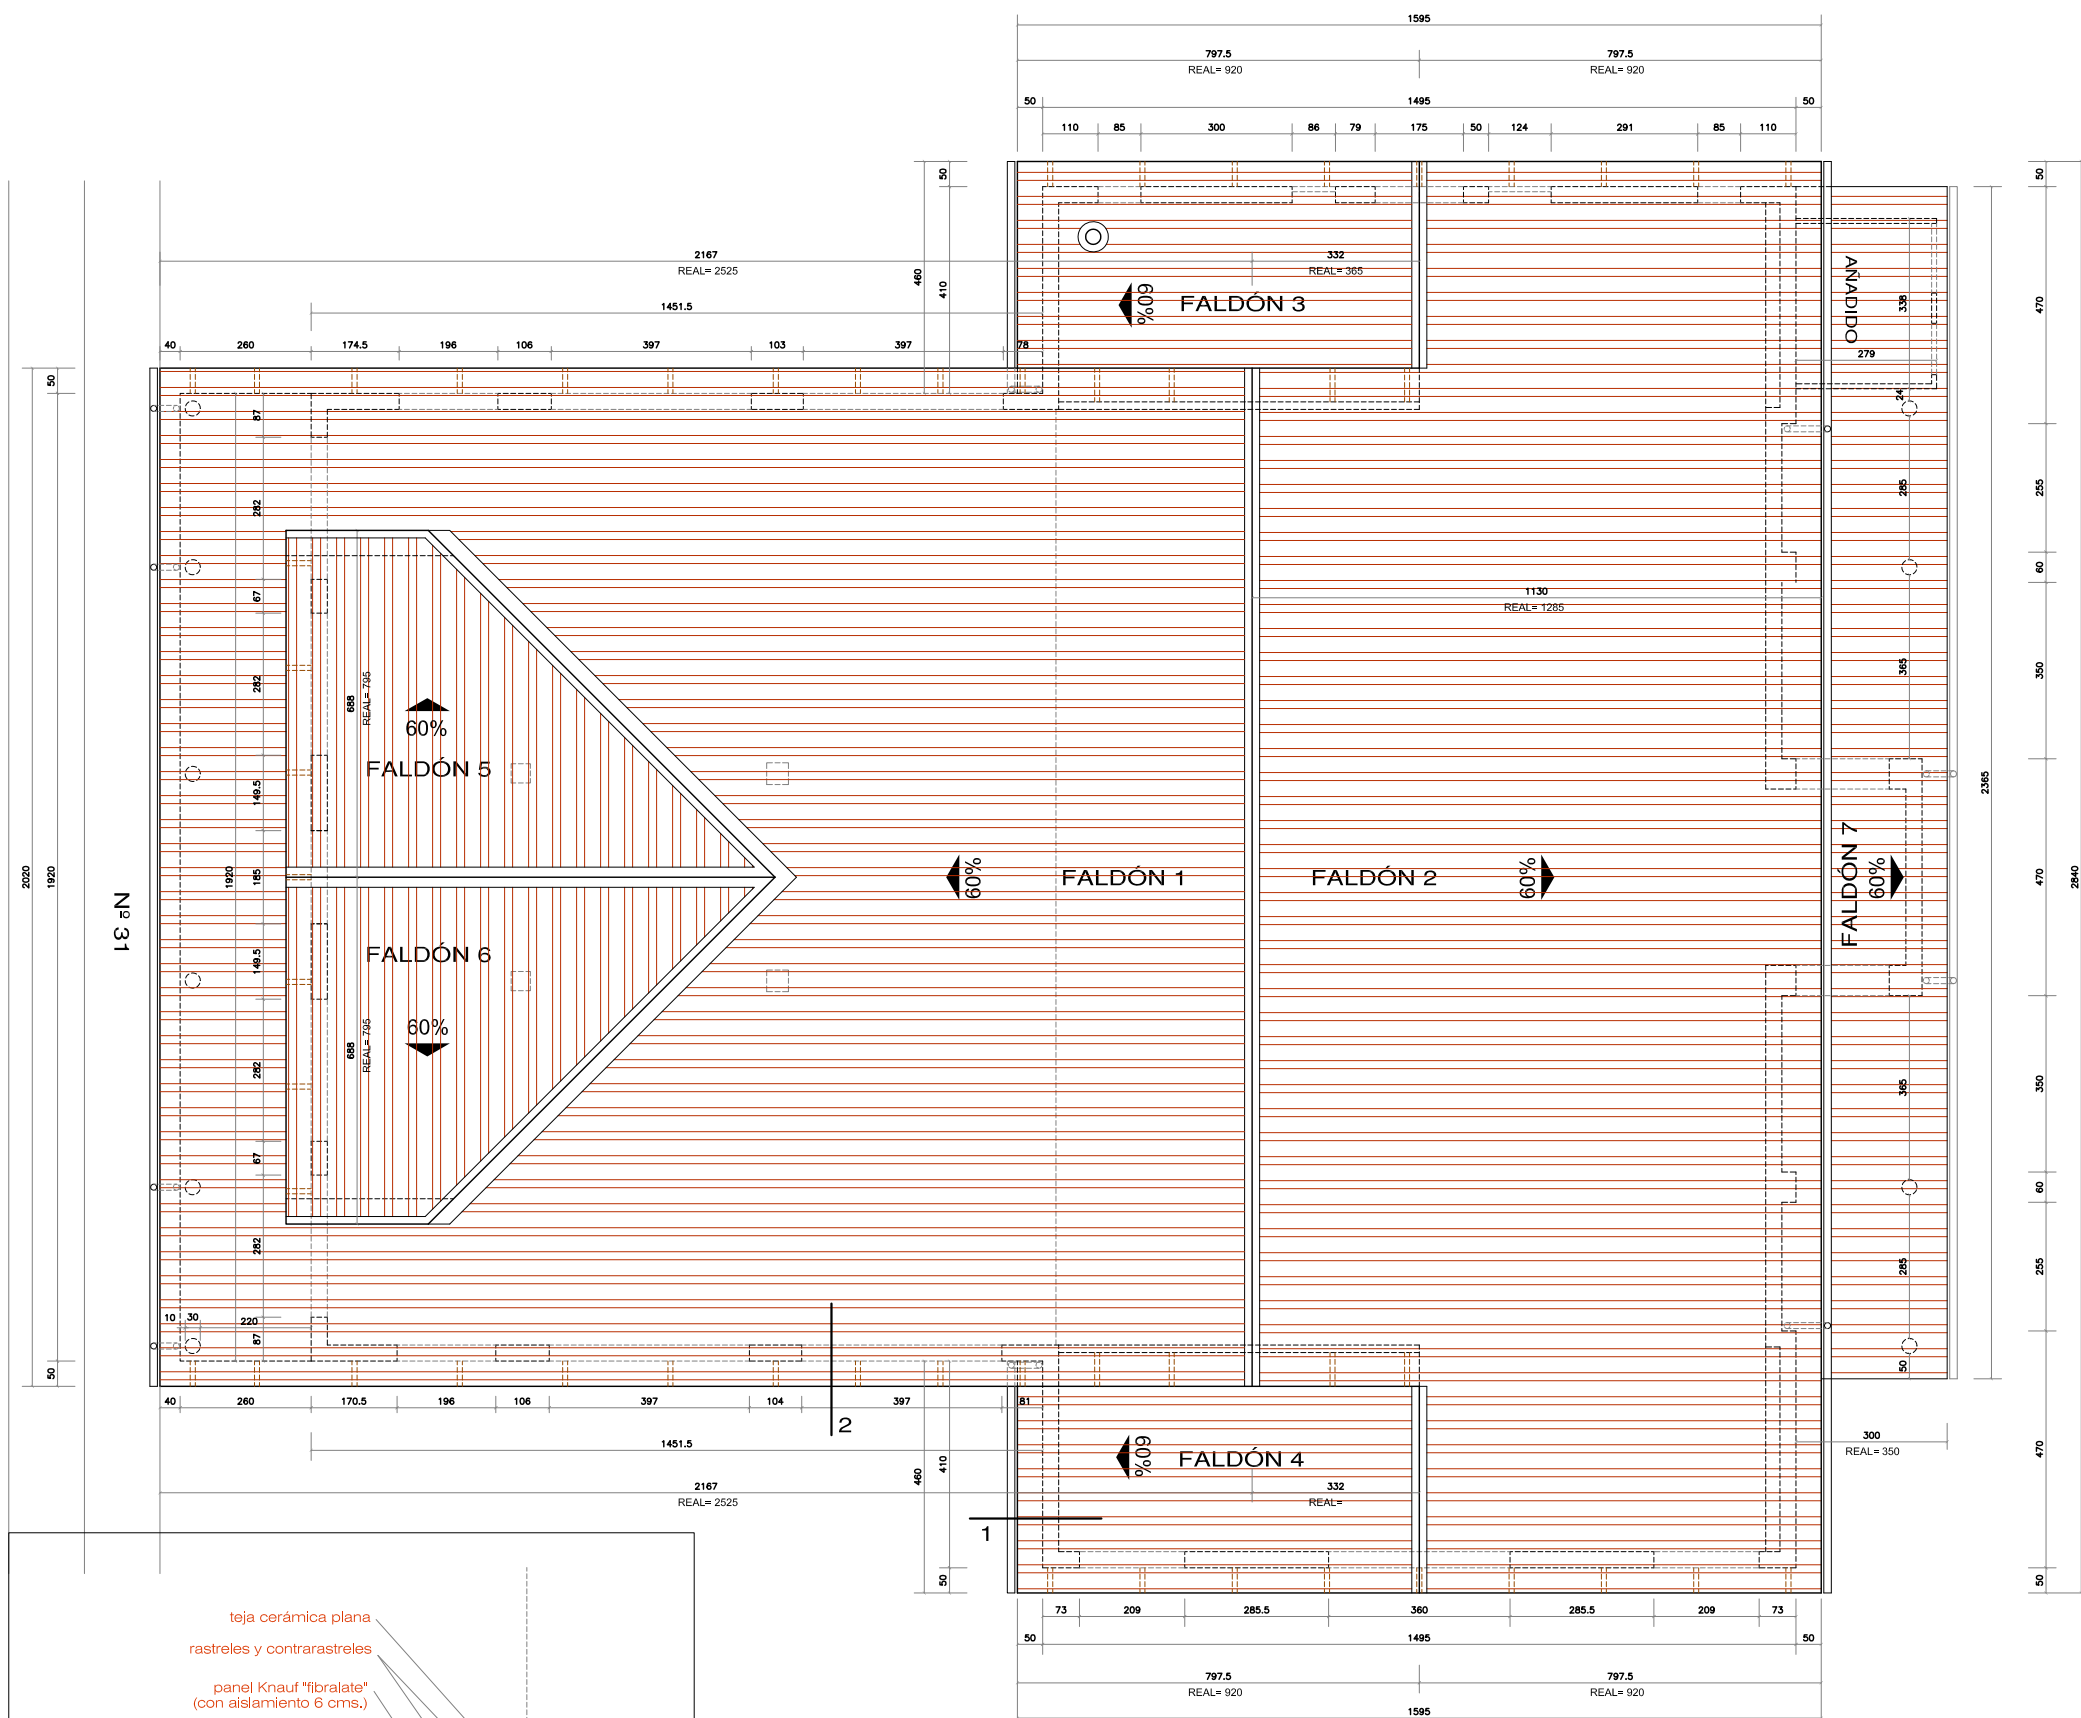 1595
797.5 797.5
REAL= 920 REAL= 920
50 1495 50
110 85 300 86 79 175 50 124 291 85 110
50
50
2167 332
REAL= 2525 REAL= 365
460
410
AÑADIDO
338
470
60%
FALDÓN 3
1451.5
40 260 174.5 196 106 397 103 397 78
279
50
24
87
282
285
255
67
60
1130
REAL= 1285
282
688
REAL= 795
365
350
60%
FALDÓN 5
149.5
2365
2020
1920
1920
185
Nº 31
60%
FALDÓN 1
FALDÓN 2
60%
FALDÓN 7
60%
470
2840
149.5
FALDÓN 6
60%
282
688
REAL= 795
365
350
67
60
282
285
255
10 30 220
87
50
50
40 260 170.5 196 106 397 104 397 81
2
1451.5
60%
FALDÓN 4
460
410
300
REAL= 350
470
2167 332
REAL= 2525 REAL=
1
50
50
73 209 285.5 360 285.5 209 73
50 1495 50
797.5 797.5
REAL= 920 REAL= 920
1595
teja cerámica plana
rastreles y contrarastreles
panel Knauf "fibralate"
(con aislamiento 6 cms.)